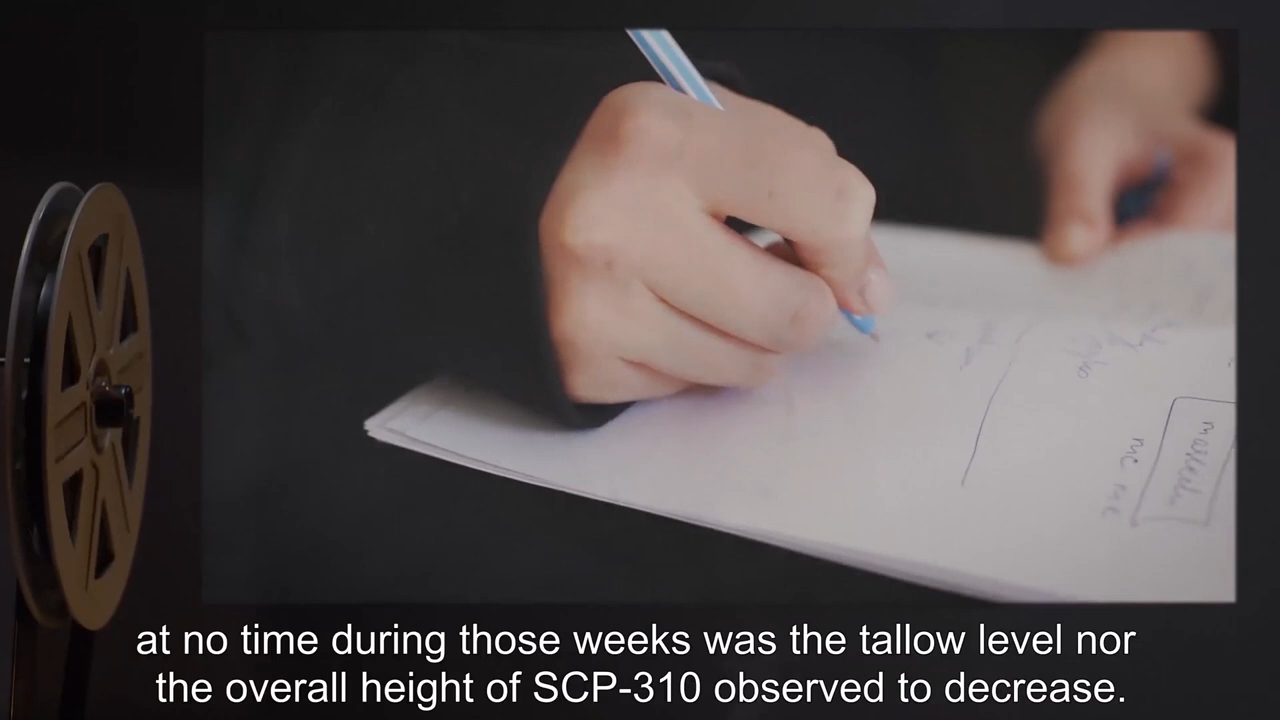 at no time during those weeks was the tallow level nor
the overall height of SCP-310 observed to decrease.